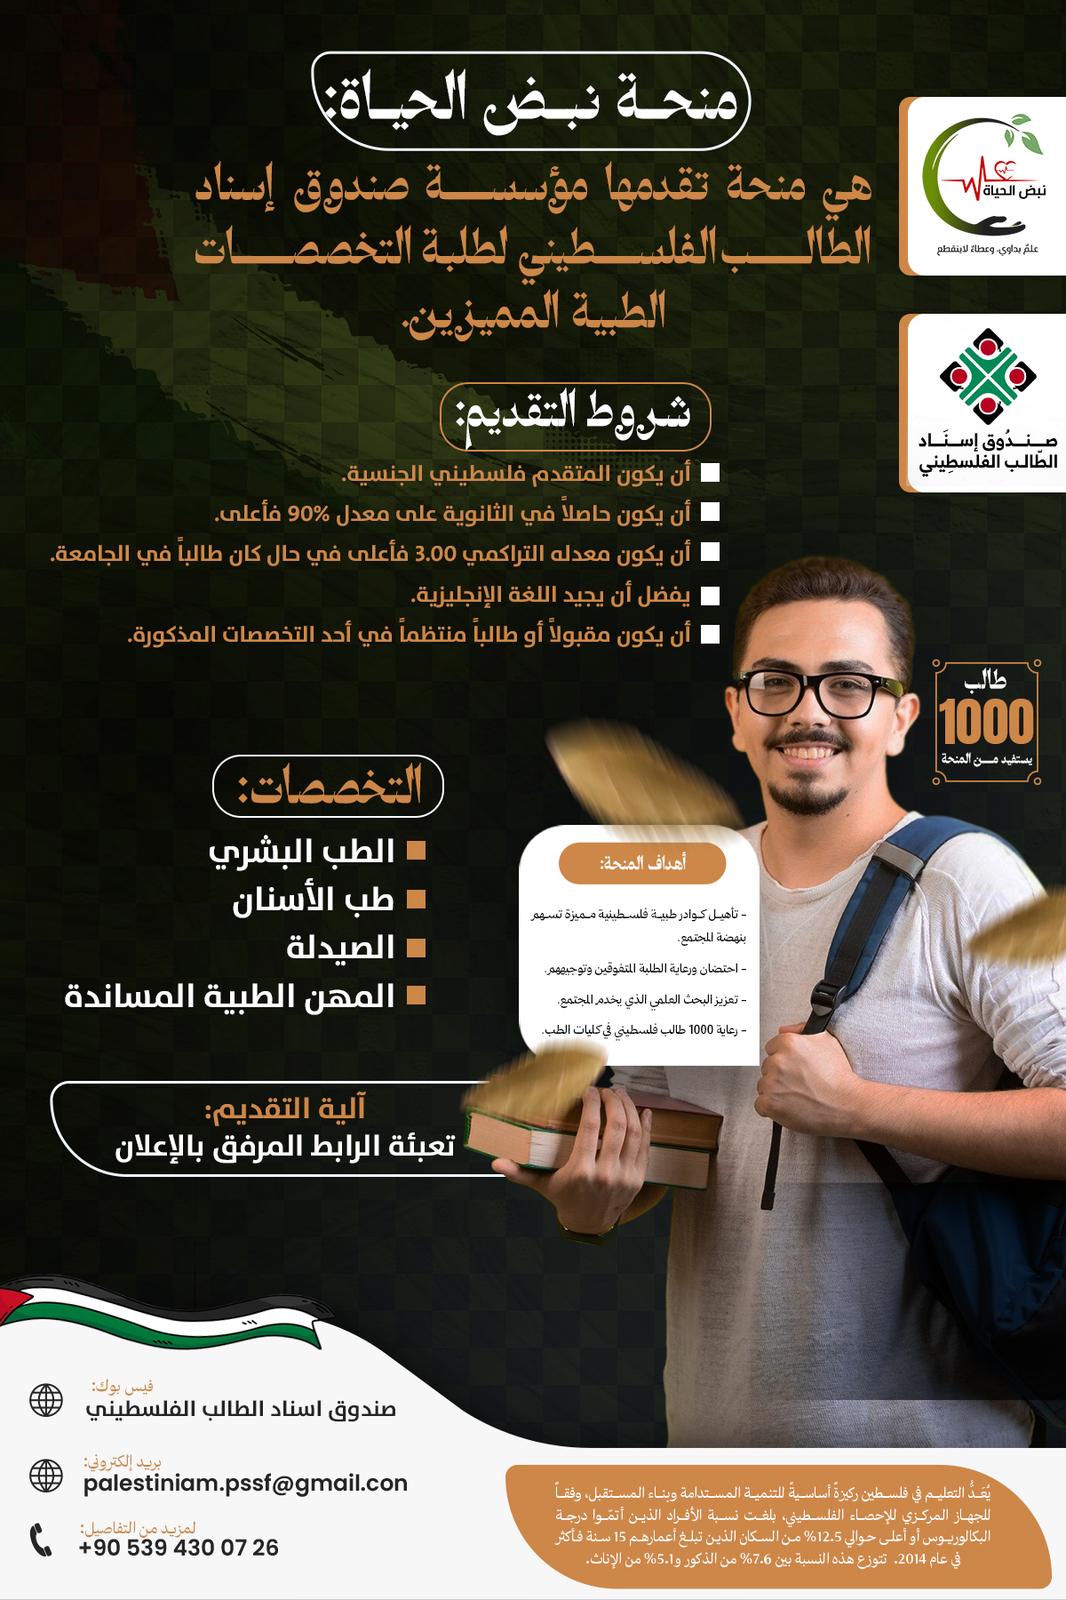 منحة نبض الحياة:
هي منحة تقدمها مؤسسة صندوق إسناد
الطالب الفلسطيني لطلبة التخصصات
الطبية المميزين.
نبض الحياة
علمٌ يداوي، وعطاءٌ لاينقطع
صندُوق إسنَاد
الطّالب الفلسطيني
شروط التقديم:
أن يكون المتقدم فلسطيني الجنسية.
أن يكون حاصلاً في الثانوية على معدل %90 فأعلى.
أن يكون معدله التراكمي 3.00 فأعلى في حال كان طالباً في الجامعة.
يفضل أن يجيد اللغة الإنجليزية.
أن يكون مقبولاً أو طالباً منتظماً في أحد التخصصات المذكورة.
طالب
1000
يستفيد من المنحة
التخصصات:
الطب البشري
طب الأسنان
الصيدلة
المهن الطبية المساندة
أهداف المنحة:
- تأهيل كوادر طبية فلسطينية مميزة تسهم
بنهضة المجتمع.
- احتضان ورعاية الطلبة المتفوقين وتوجيههم.
- تعزيز البحث العلمي الذي يخدم المجتمع.
- رعاية 1000 طالب فلسطيني في كليات الطب.
آلية التقديم:
تعبئة الرابط المرفق بالإعلان
فيس بوك:
صندوق اسناد الطالب الفلسطيني
بريد إلكتروني:
palestiniam.pssf@gmail.con
لمزيد من التفاصيل:
+90 539 430 07 26
يُعَدُّ التعليم في فلسطين ركيزةً أساسيةً للتنمية المستدامة وبناء المستقبل، وفقاً
للجهاز المركزي للإحصاء الفلسطيني، بلغت نسبة الأفراد الذين أتمّوا درجة
البكالوريوس أو أعلى حوالي 12.5% من السكان الذين تبلغ أعمارهم 15 سنة فأكثر
في عام 2014. تتوزع هذه النسبة بين 7.6% من الذكور و5.1% من الإناث.